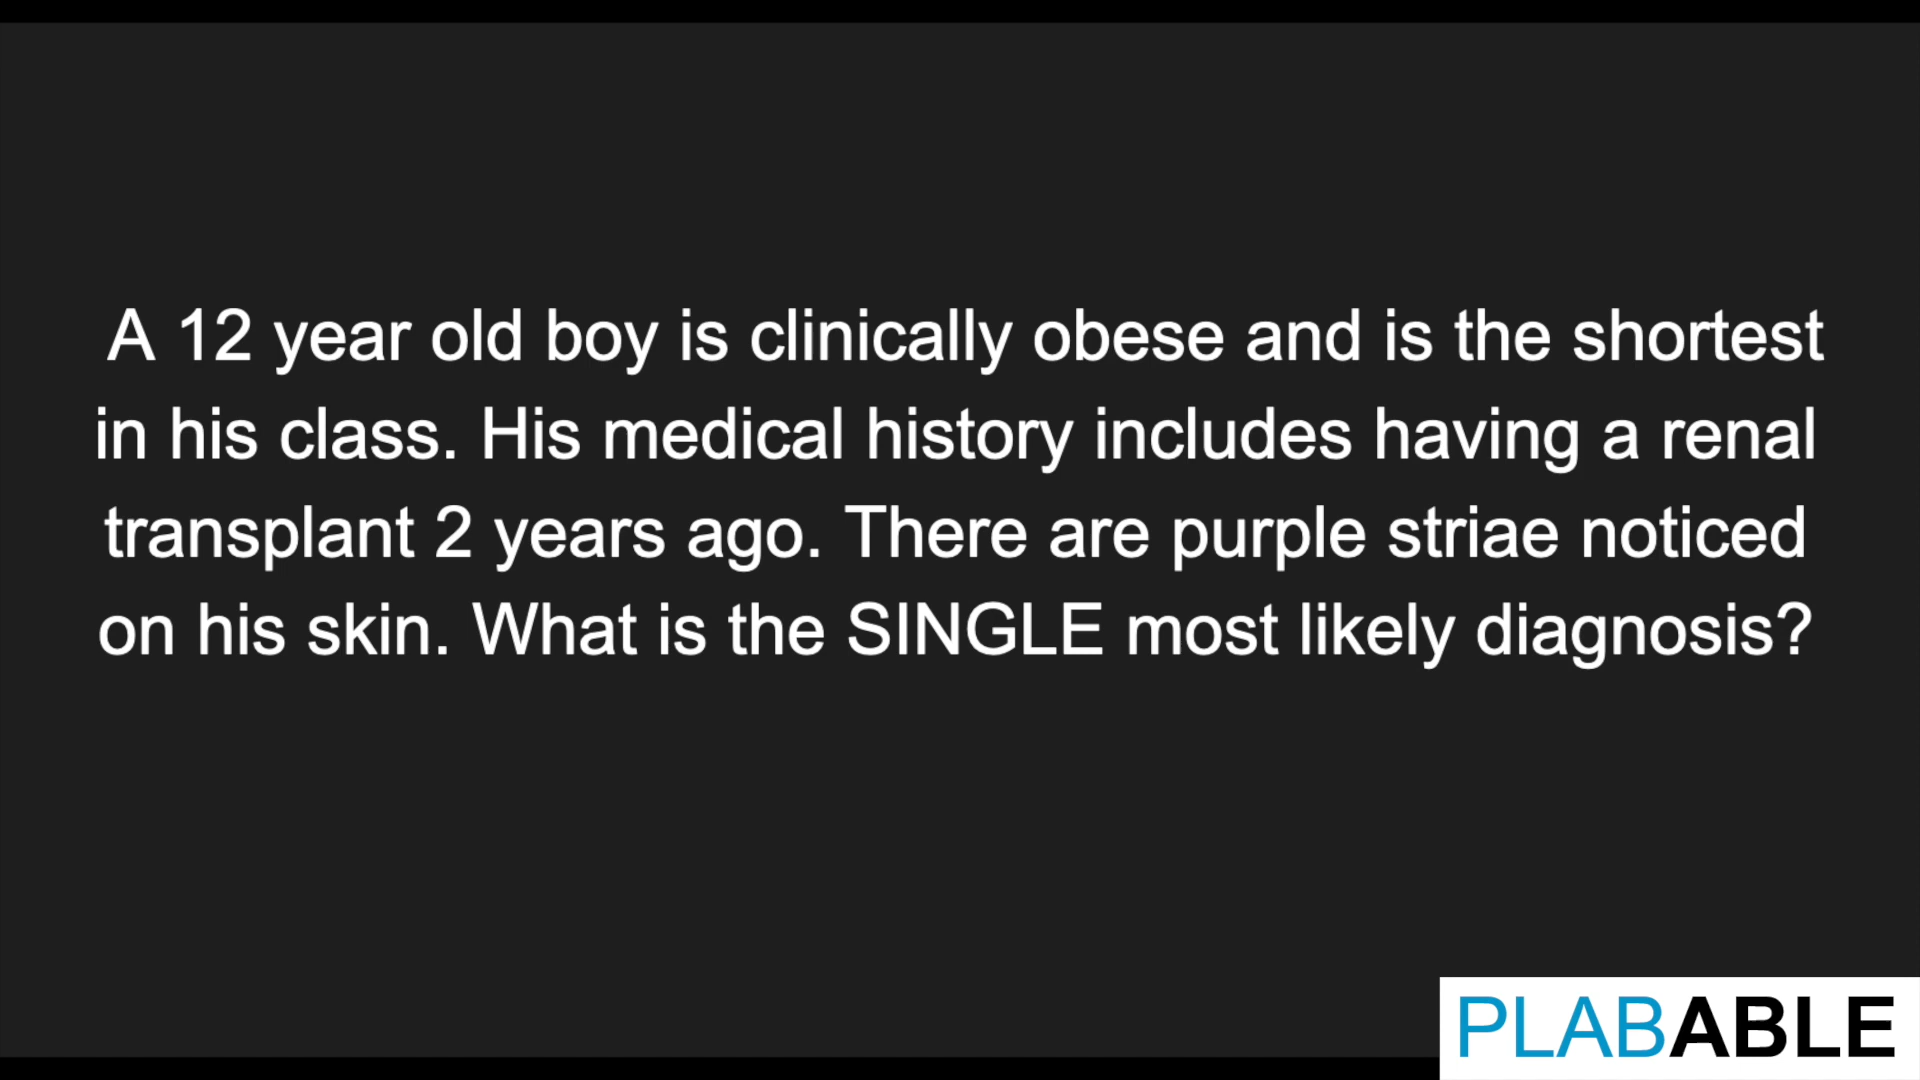 A 12 year old boy is clinically obese and is the shortest
in his class. His medical history includes having a renal
transplant 2 years ago. There are purple striae noticed
on his skin. What is the SINGLE most likely diagnosis?
PLABABLE